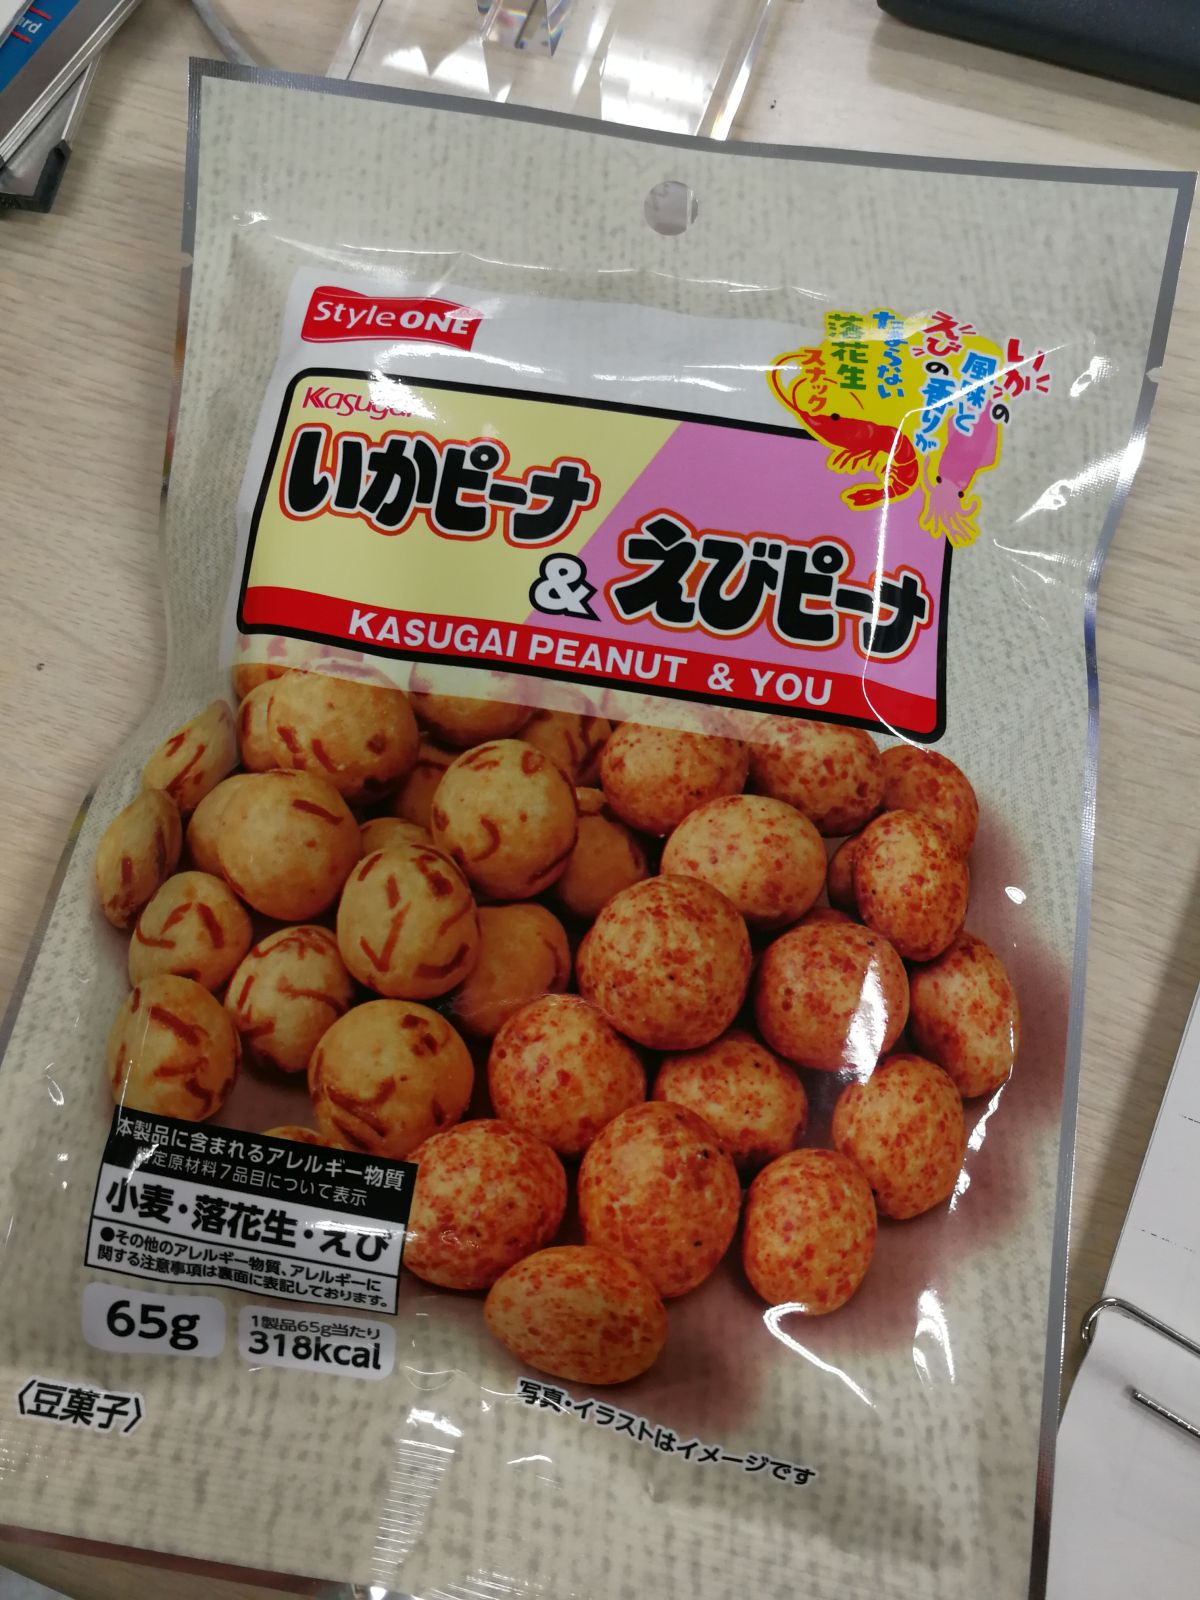 ard
StyleONE
いかの
風味と
えびの香りが
たまらない
落花生
スナック
Kasugai
いかピーナ
&
えびピーナ
KASUGAI PEANUT & YOU
本製品に含まれるアレルギー物質
特定原材料7品目について表示
小麦・落花生・えび
●その他のアレルギー物質、アレルギーに
関する注意事項は裏面に表記しております。
65g
1製品65g当たり
318kcal
〈豆菓子〉
写真・イラストはイメージです